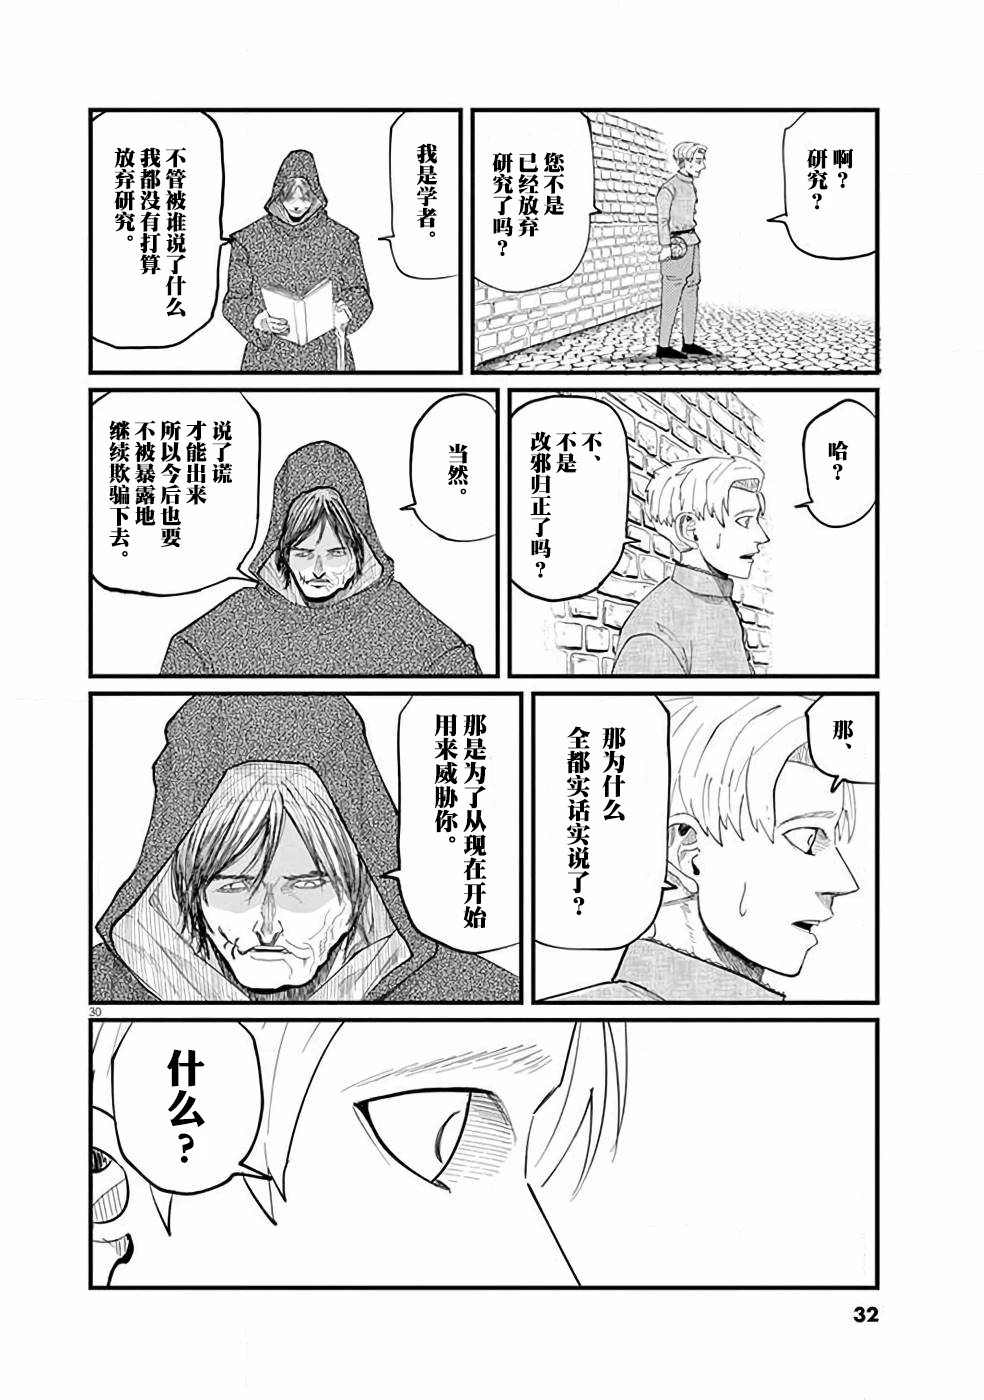 啊?
研究?
您不是
已经放弃
研究了吗?
我是学者。
不管被谁说了什么
我都没有打算
放弃研究。
哈?
不、
不是
改邪归正了吗?
当然。
说了谎
才能出来
所以今后也要
不被暴露地
继续欺骗下去。
那、
那为什么
全都实话实说了?
那是为了从现在开始
用来威胁你。
30
什么?
32